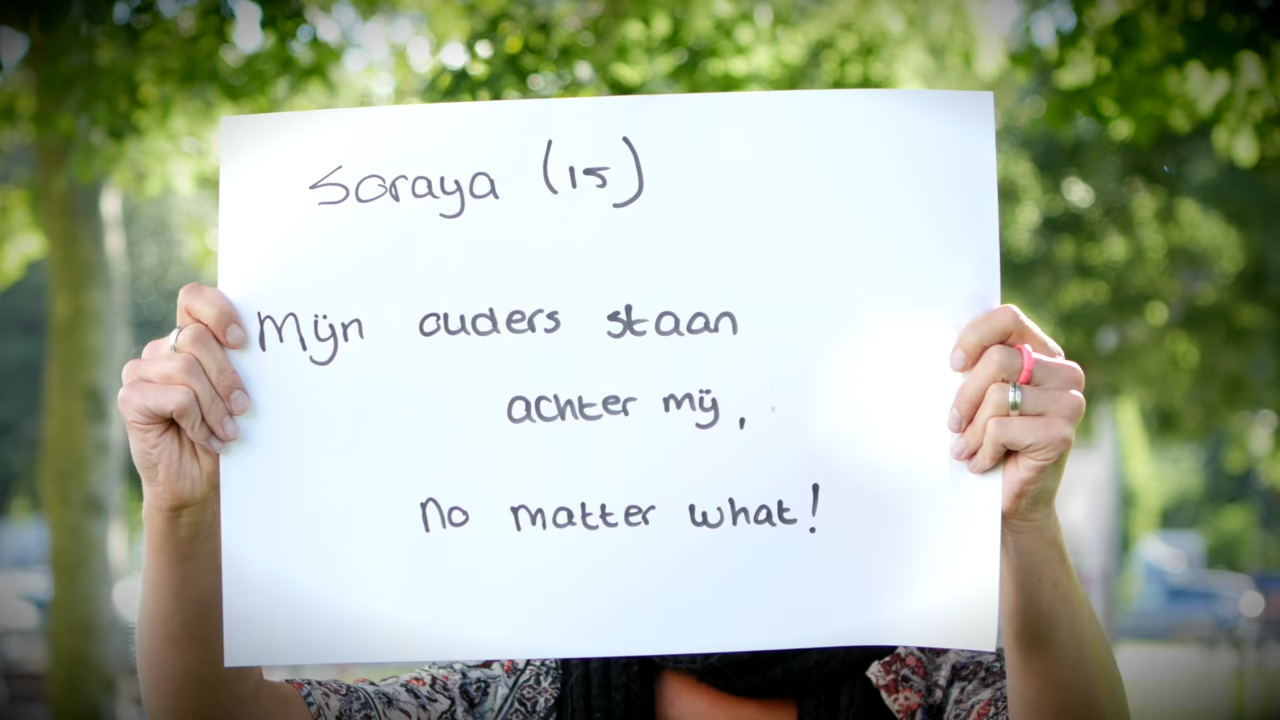 Soraya (15)
Mijn ouders staan
achter mij,
No matter what!